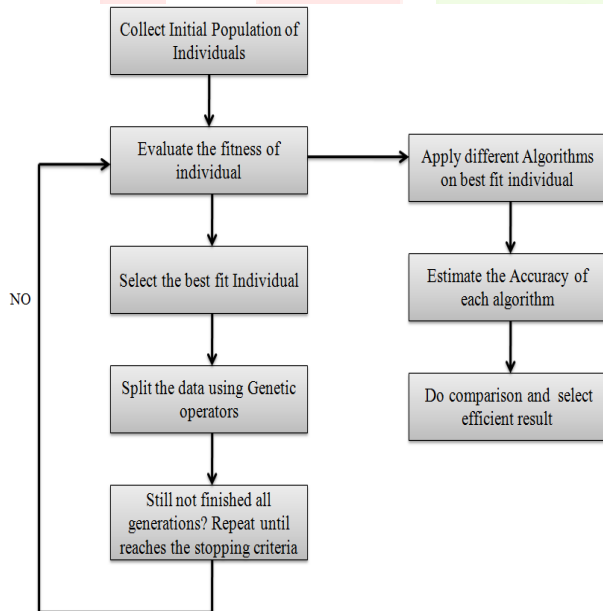 Collect Initial Population of
Individuals
Evaluate the fitness of
individual
Apply different Algorithms
on best fit individual
Select the best fit Individual
Estimate the Accuracy of
each algorithm
NO
Split the data using Genetic
operators
Do comparison and select
efficient result
Still not finished all
generations? Repeat until
reaches the stopping criteria